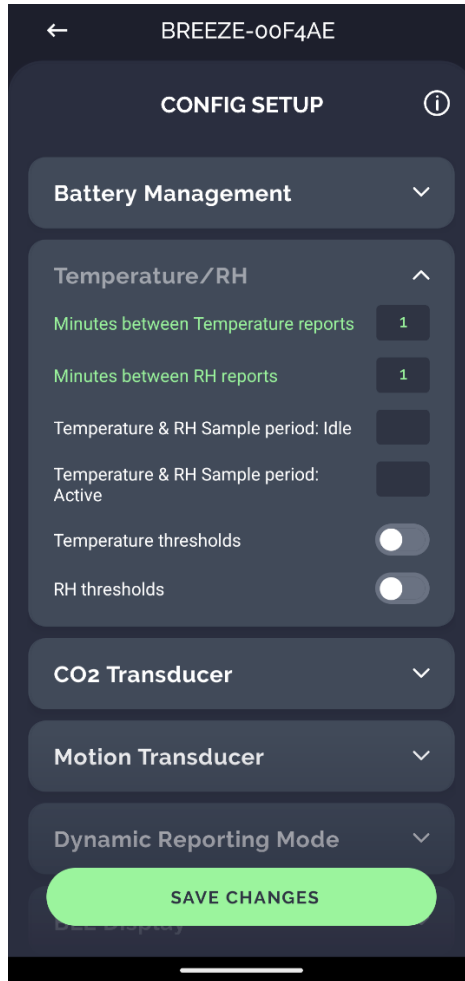 BREEZE-00F4AE
CONFIG SETUP
Battery Management
Temperature/RH
Minutes between Temperature reports 1
Minutes between RH reports 1
Temperature & RH Sample period: Idle
Temperature & RH Sample period:
Active
Temperature thresholds
RH thresholds
CO2 Transducer
Motion Transducer
Dynamic Reporting Mode
SAVE CHANGES
Display